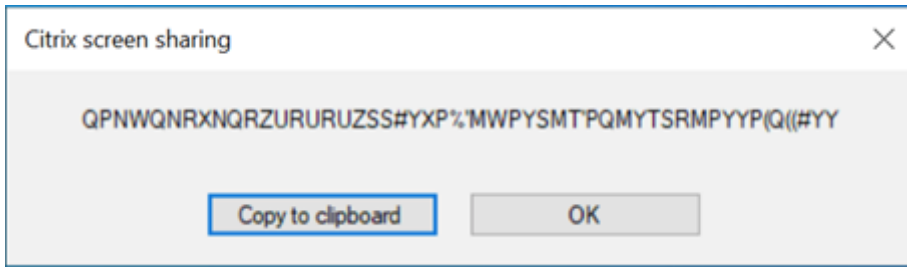 Citrix screen sharing
QPNWQNRXNQRZURURUZSS#YXP%"MWPYSMT'PQMYTSRMPYYP(Q((#YY
Copy to clipboard
OK